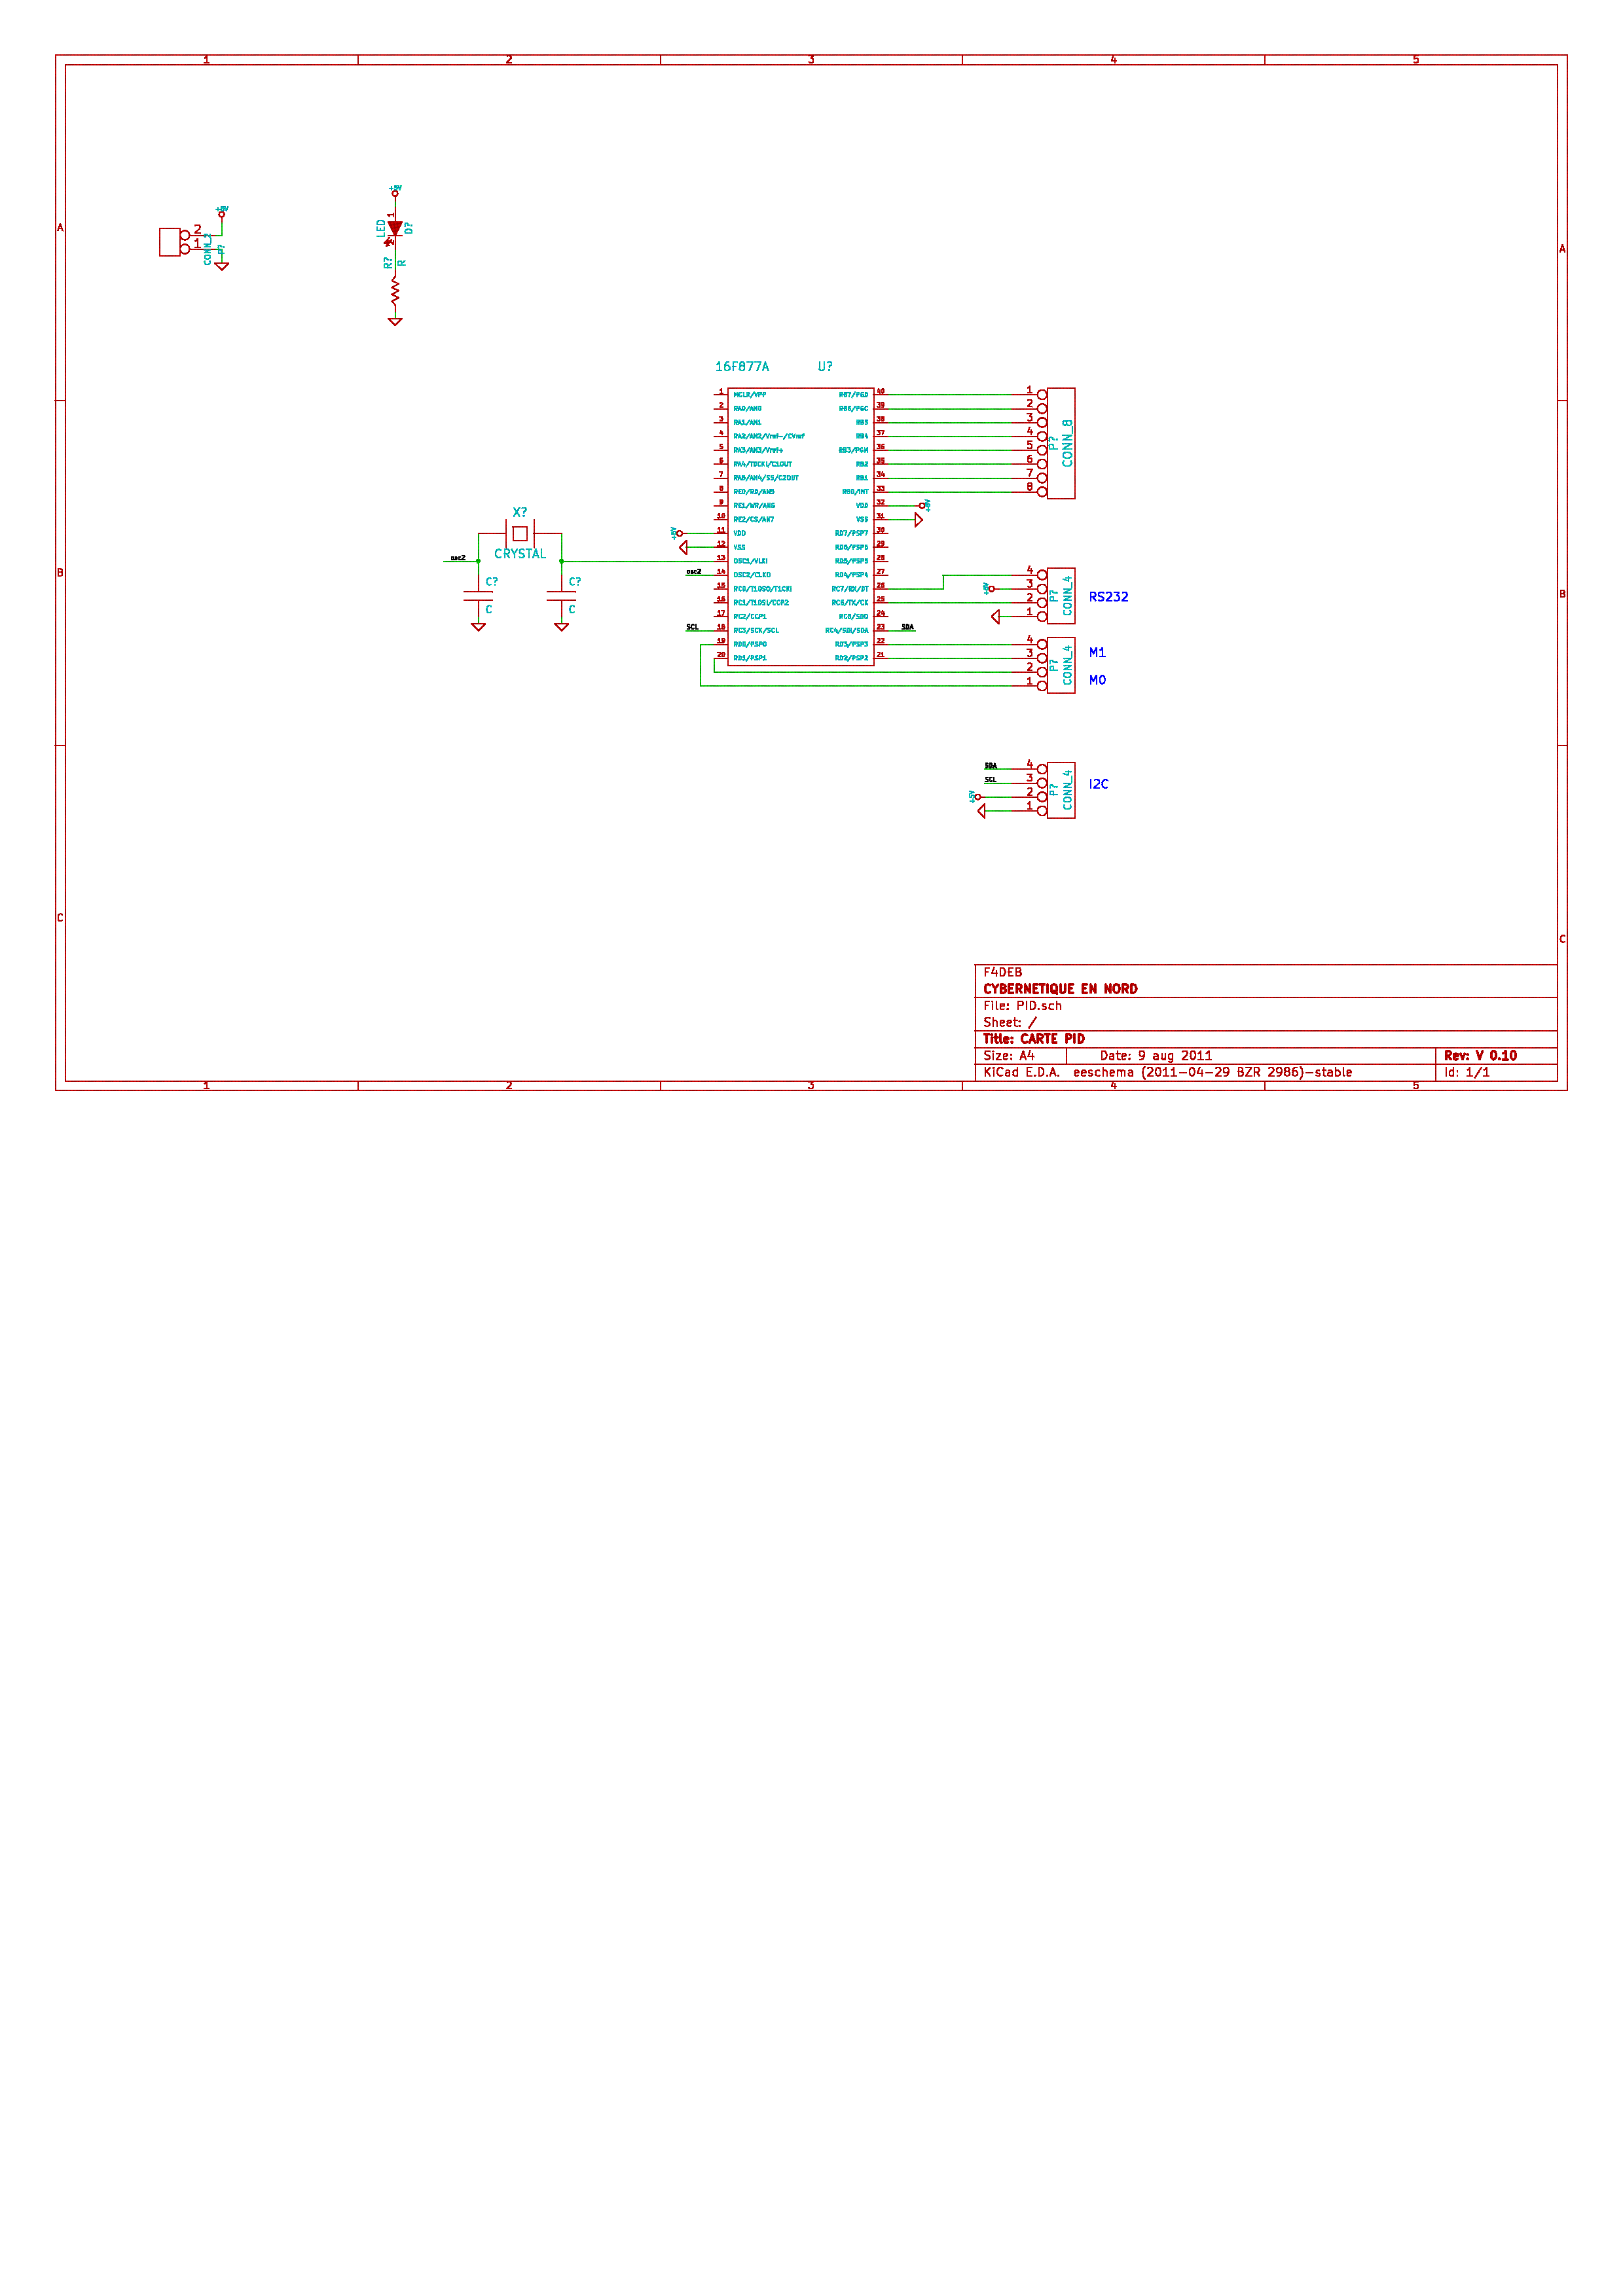 1 2 3 4 5
A
A
+5V
2
1
CONN_2
P?
+5V
1
LED
D?
2
R?
R
16F877A U?
1 MCLR/VPP
2 RA0/AN0
3 RA1/AN1
4 RA2/AN2/Vref-/CVref
5 RA3/AN3/Vref+
6 RA4/T0CKI/C1OUT
7 RA5/AN4/SS/C2OUT
8 RE0/RD/AN5
9 RE1/WR/AN6
10 RE2/CS/AN7
11 VDD
12 VSS
13 OSC1/CLKI
14 OSC2/CLKO
15 RC0/T1OSO/T1CKI
16 RC1/T1OSI/CCP2
17 RC2/CCP1
18 RC3/SCK/SCL
19 RD0/PSP0
20 RD1/PSP1
RB7/PGD 40
RB6/PGC 39
RB5 38
RB4 37
RB3/PGM 36
RB2 35
RB1 34
RB0/INT 33
VDD 32
VSS 31
RD7/PSP7 30
RD6/PSP6 29
RD5/PSP5 28
RD4/PSP4 27
RC7/RX/DT 26
RC6/TX/CK 25
RC5/SDO 24
RC4/SDI/SDA 23
RD3/PSP3 22
RD2/PSP2 21
+5V
osc2
SCL
+5V
SDA
1
2
3
4
5
6
7
8
P?
CONN_8
X?
CRYSTAL
osc2
C?
C
C?
C
B
B
+5V
4
3
2
1
P?
CONN_4
RS232
4
3
2
1
P?
CONN_4
M1
M0
SDA
SCL
+5V
4
3
2
1
P?
CONN_4
I2C
C
C
F4DEB
CYBERNETIQUE EN NORD
File: PID.sch
Sheet: /
Title: CARTE PID
Size: A4 Date: 9 aug 2011 Rev: V 0.10
KiCad E.D.A. eeschema (2011-04-29 BZR 2986)-stable Id: 1/1
1 2 3 4 5